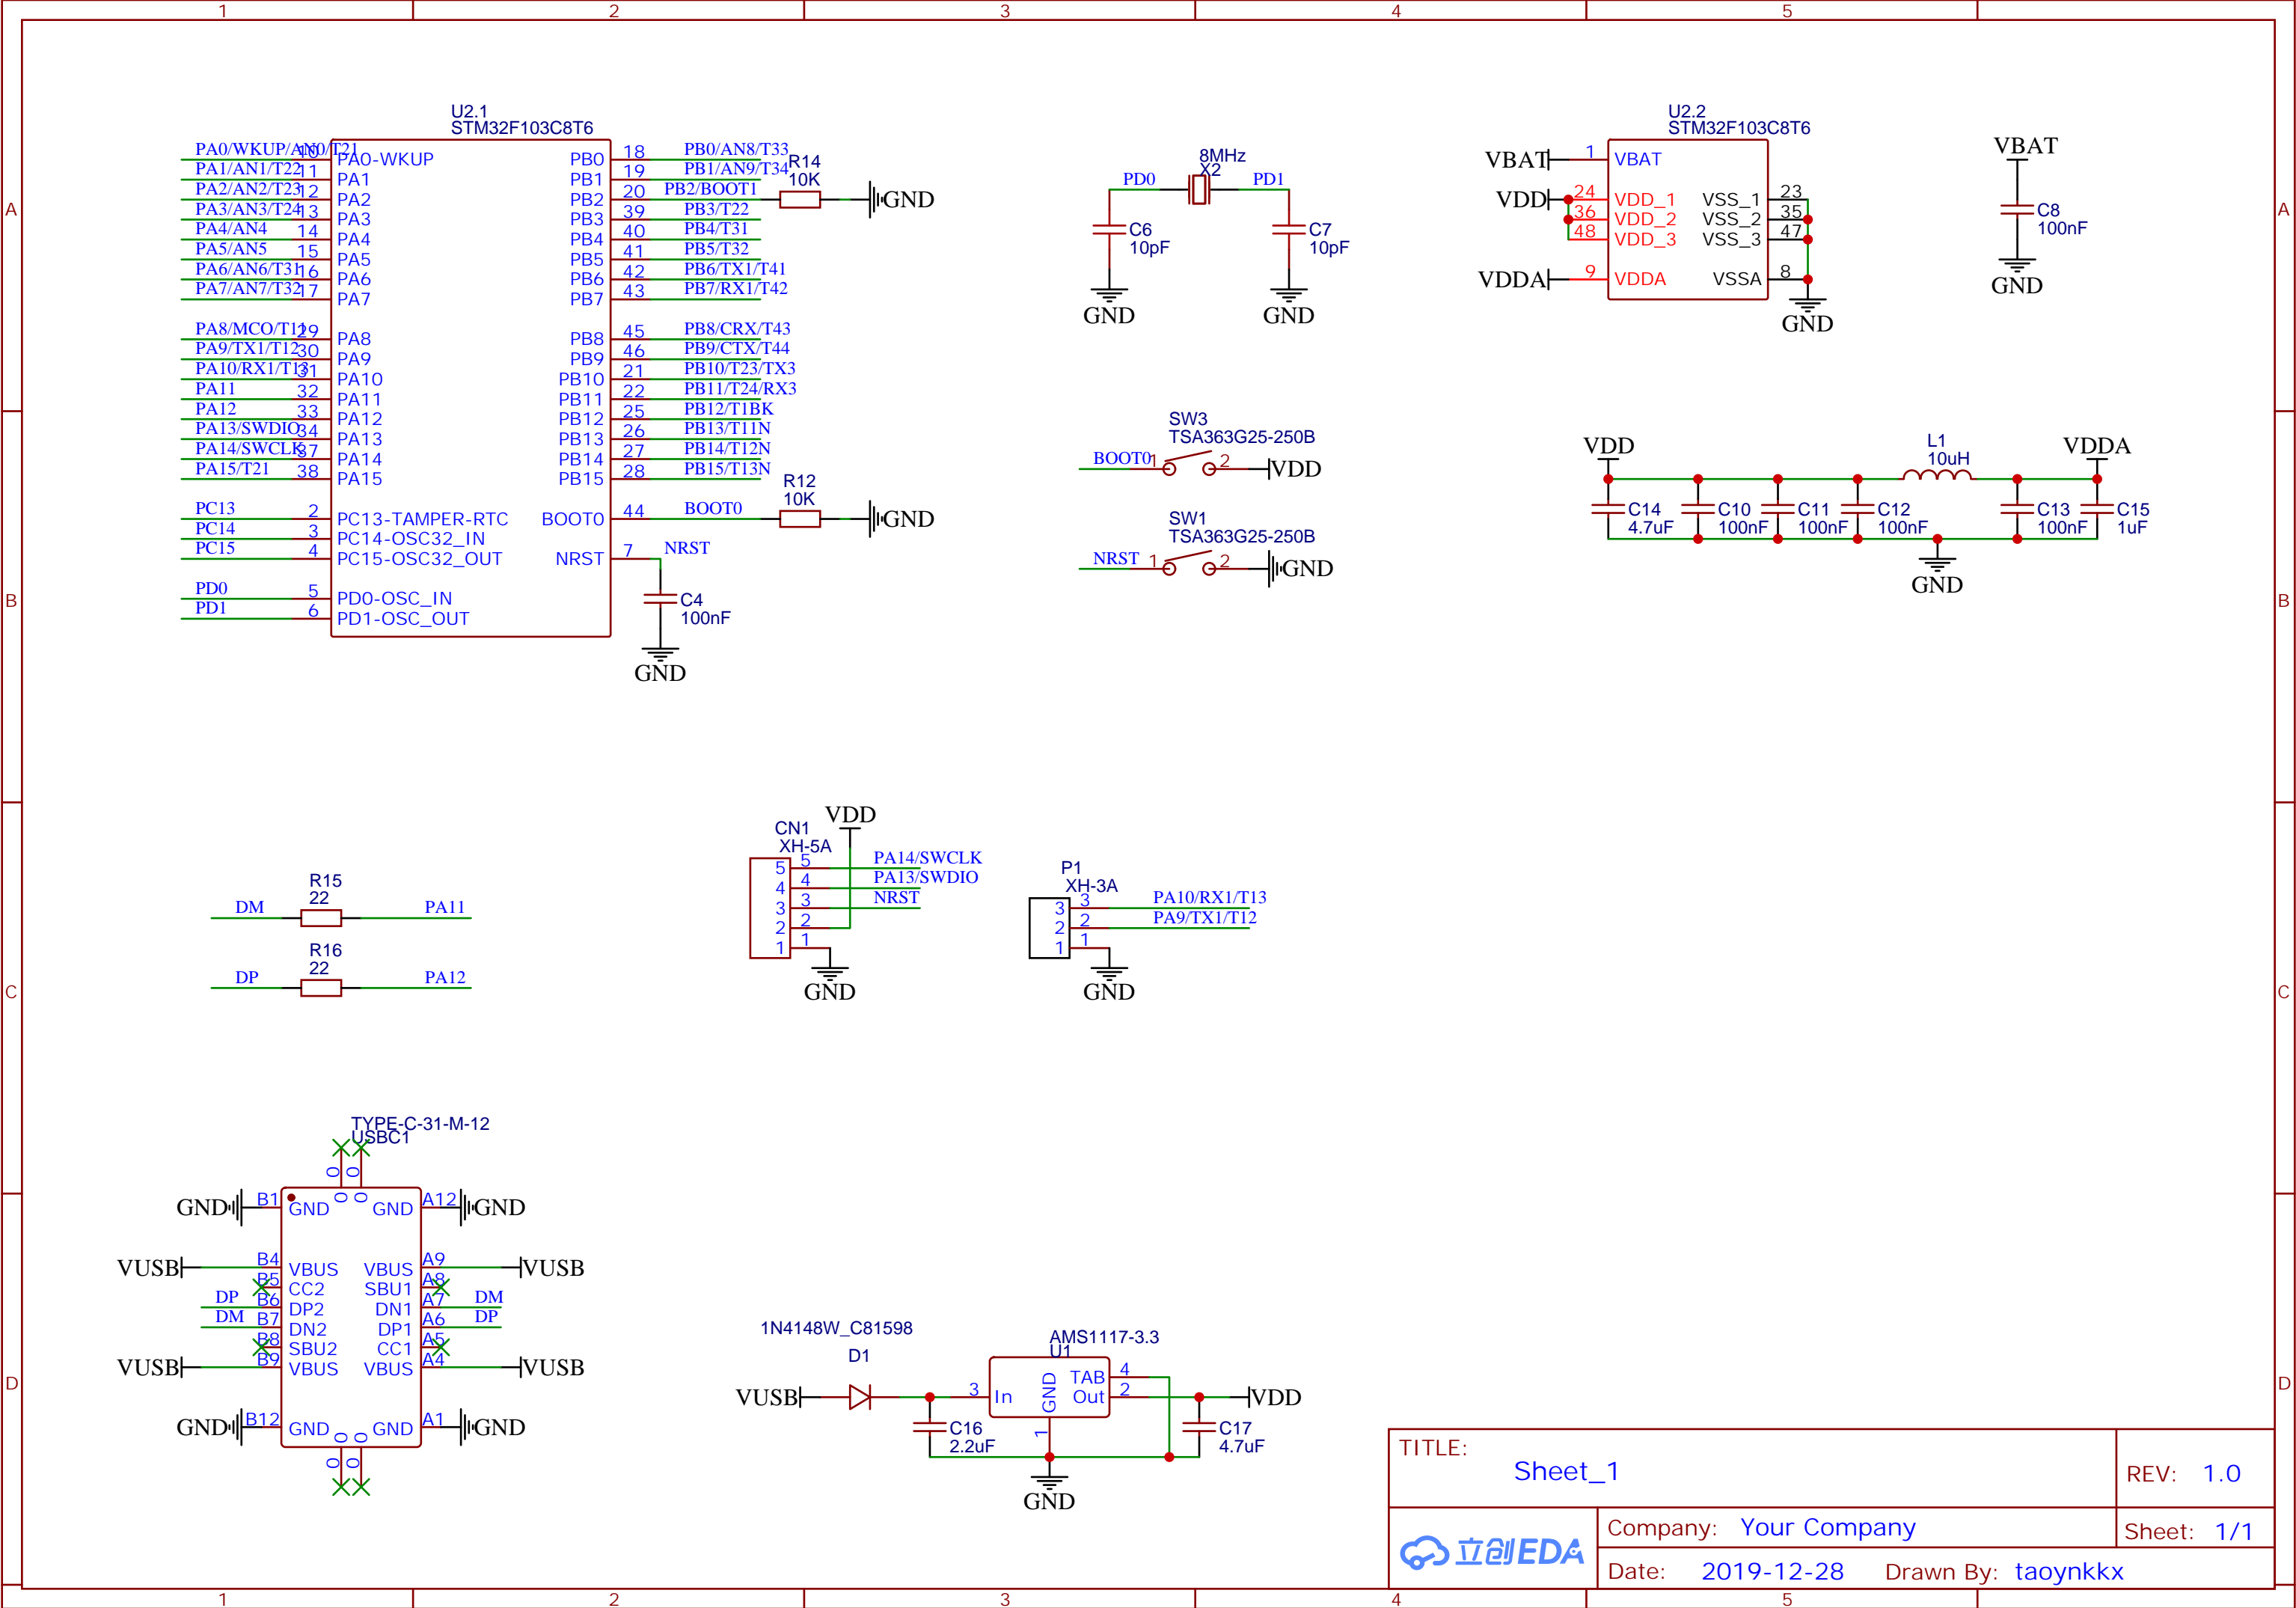 1 2 3 4 5
A A
B B
C C
D D
1 2 3 4 5
U2.1
STM32F103C8T6
PA0/WKUP/AN0/T21 10 PA0-WKUP
PA1/AN1/T22 11 PA1
PA2/AN2/T23 12 PA2
PA3/AN3/T24 13 PA3
PA4/AN4 14 PA4
PA5/AN5 15 PA5
PA6/AN6/T31 16 PA6
PA7/AN7/T32 17 PA7
PA8/MCO/T11 29 PA8
PA9/TX1/T12 30 PA9
PA10/RX1/T13 31 PA10
PA11 32 PA11
PA12 33 PA12
PA13/SWDIO 34 PA13
PA14/SWCLK 37 PA14
PA15/T21 38 PA15
PC13 2 PC13-TAMPER-RTC
PC14 3 PC14-OSC32_IN
PC15 4 PC15-OSC32_OUT
PD0 5 PD0-OSC_IN
PD1 6 PD1-OSC_OUT
PB0 18 PB0/AN8/T33
PB1 19 PB1/AN9/T34
PB2 20 PB2/BOOT1
PB3 39 PB3/T22
PB4 40 PB4/T31
PB5 41 PB5/T32
PB6 42 PB6/TX1/T41
PB7 43 PB7/RX1/T42
PB8 45 PB8/CRX/T43
PB9 46 PB9/CTX/T44
PB10 21 PB10/T23/TX3
PB11 22 PB11/T24/RX3
PB12 25 PB12/T1BK
PB13 26 PB13/T11N
PB14 27 PB14/T12N
PB15 28 PB15/T13N
BOOT0 44 BOOT0
NRST 7 NRST
R14
10K
GND
R12
10K
GND
C4
100nF
GND
8MHz
X2
PD0 PD1
C6
10pF
C7
10pF
GND GND
SW3
TSA363G25-250B
BOOT0 1 2 VDD
SW1
TSA363G25-250B
NRST 1 2 GND
U2.2
STM32F103C8T6
VBAT 1 VBAT
VDD 24 VDD_1 VSS_1 23
36 VDD_2 VSS_2 35
48 VDD_3 VSS_3 47
VDDA 9 VDDA VSSA 8
GND
VBAT
C8
100nF
GND
VDD L1 VDDA
10uH
C14 C10 C11 C12 C13 C15
4.7uF 100nF 100nF 100nF 100nF 1uF
GND
R15
22
DM PA11
R16
22
DP PA12
VDD
CN1
XH-5A
5 5 PA14/SWCLK
4 4 PA13/SWDIO
3 3 NRST
2 2
1 1
GND
P1
XH-3A
3 3 PA10/RX1/T13
2 2 PA9/TX1/T12
1 1
GND
TYPE-C-31-M-12
USBC1
0 0
0 0
GND B1 GND GND A12 GND
VUSB B4 VBUS VBUS A9 VUSB
B5 CC2 SBU1 A8
DP B6 DP2 DN1 A7 DM
DM B7 DN2 DP1 A6 DP
B8 SBU2 CC1 A5
VUSB B9 VBUS VBUS A4 VUSB
GND B12 GND GND A1 GND
0 0
0 0
1N4148W_C81598
D1
AMS1117-3.3
U1
VUSB 3 In GND TAB 4
Out 2 VDD
1
C16
2.2uF
C17
4.7uF
GND
TITLE:
Sheet_1
REV: 1.0
立创EDA
Company: Your Company
Sheet: 1/1
Date: 2019-12-28 Drawn By: taoynkkx